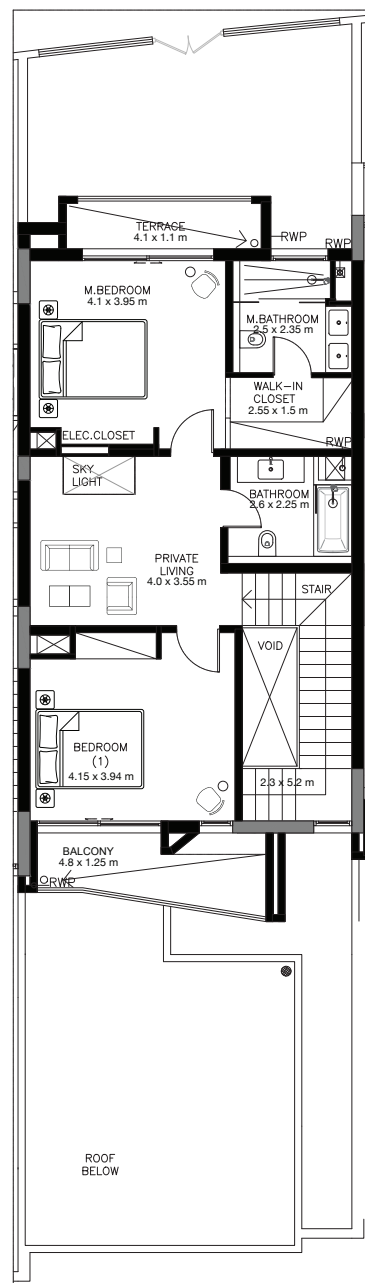 TERRACE
4.1 x 1.1 m
RWP
RWP
M.BEDROOM
4.1 x 3.95 m
M.BATHROOM
2.5 x 2.35 m
WALK-IN
CLOSET
2.55 x 1.5 m
ELEC.CLOSET
RWP
SKY
LIGHT
BATHROOM
2.6 x 2.25 m
PRIVATE
LIVING
4.0 x 3.55 m
STAIR
VOID
BEDROOM
(1)
4.15 x 3.94 m
2.3 x 5.2 m
BALCONY
4.8 x 1.25 m
RWP
ROOF
BELOW